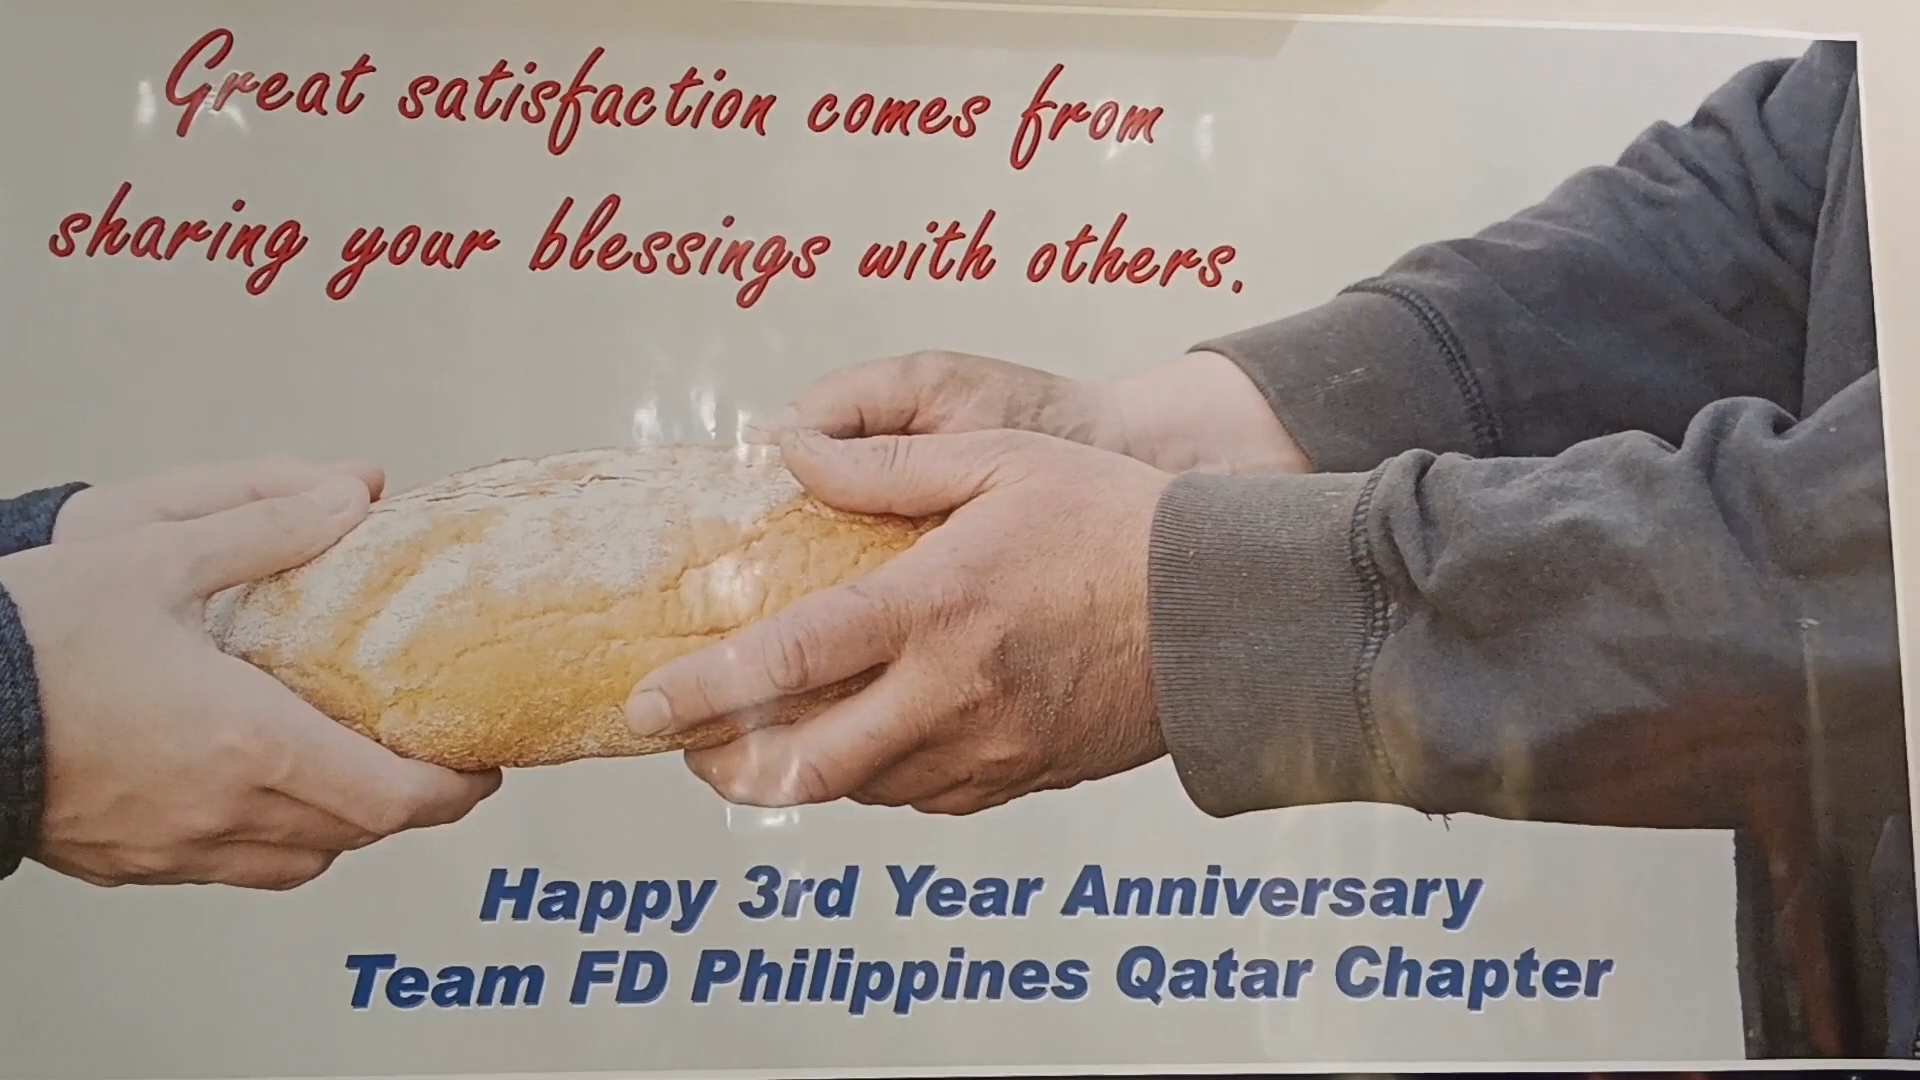 Great satisfaction comes from
sharing your blessings with others.
Happy 3rd Year Anniversary
Team FD Philippines Qatar Chapter